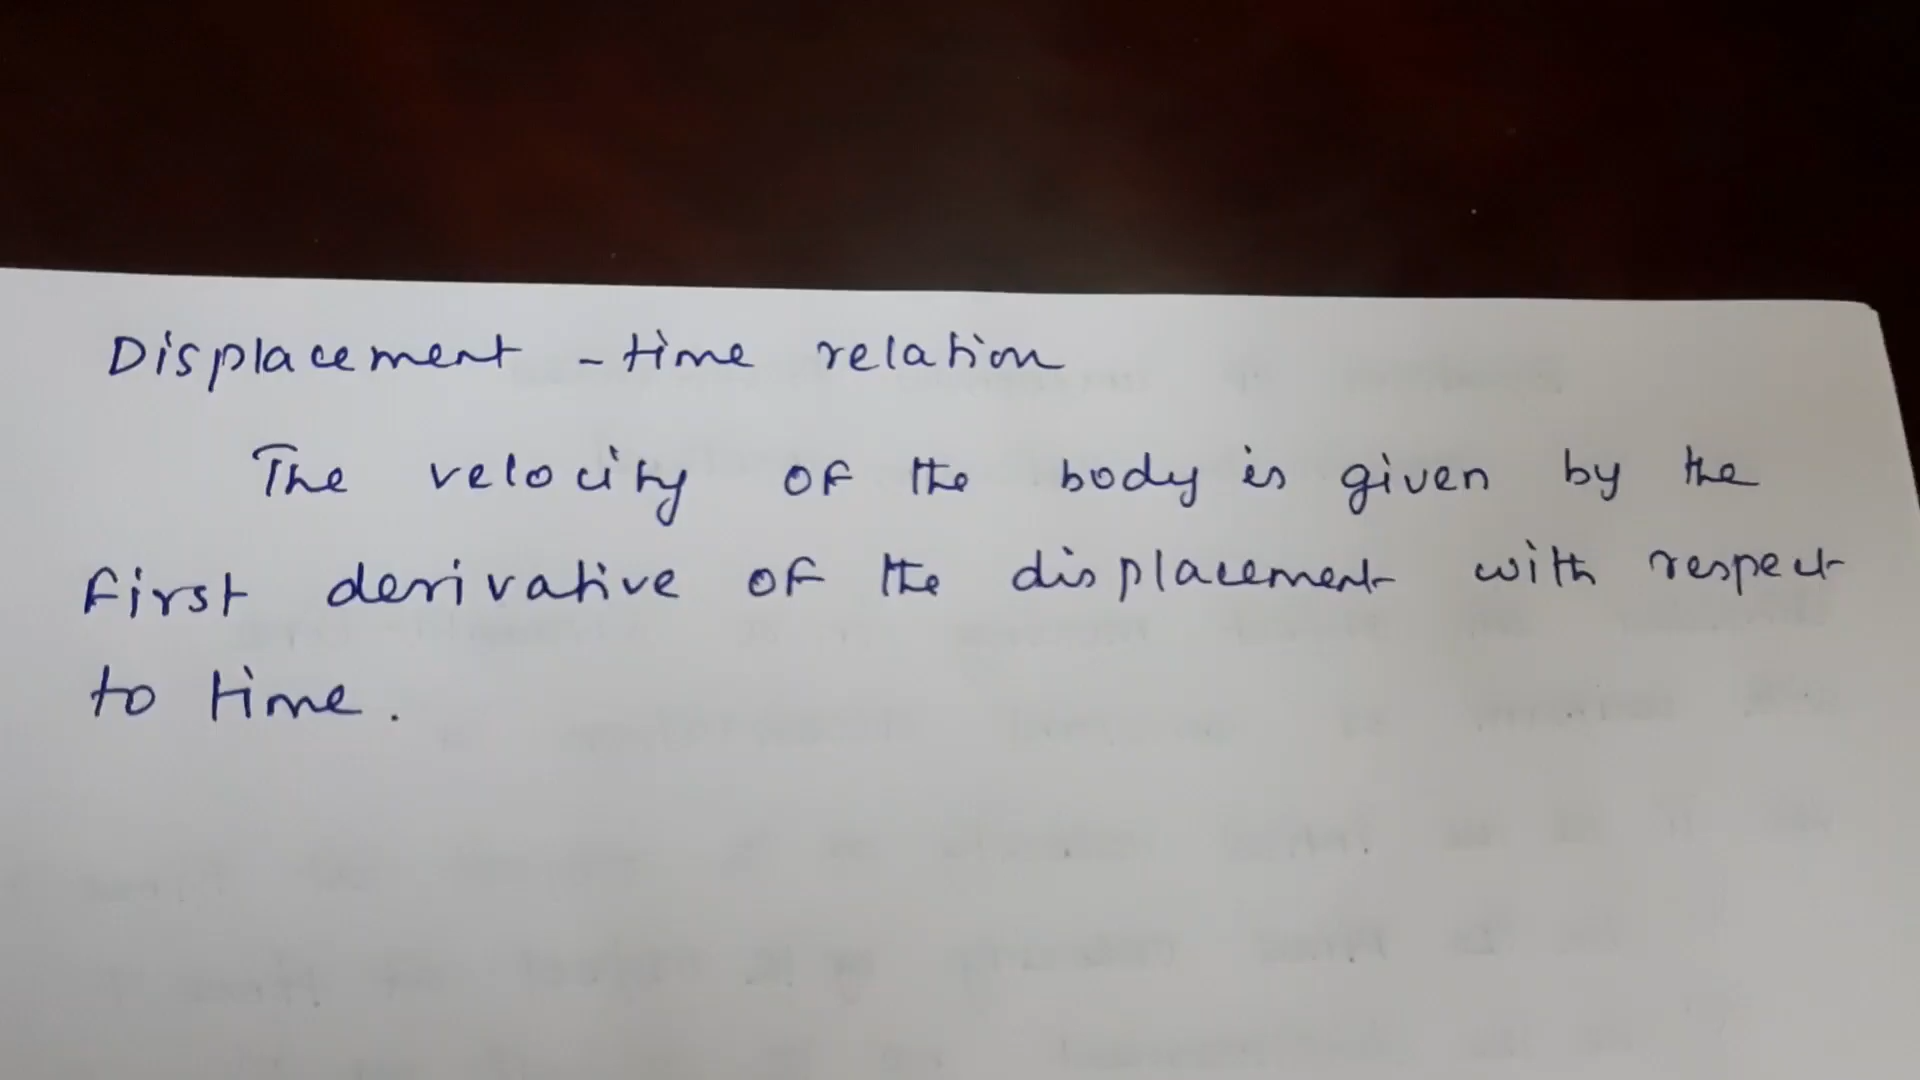 Displacement - time relation
The velocity of the body is given by the
first derivative of the displacement with respect
to time.